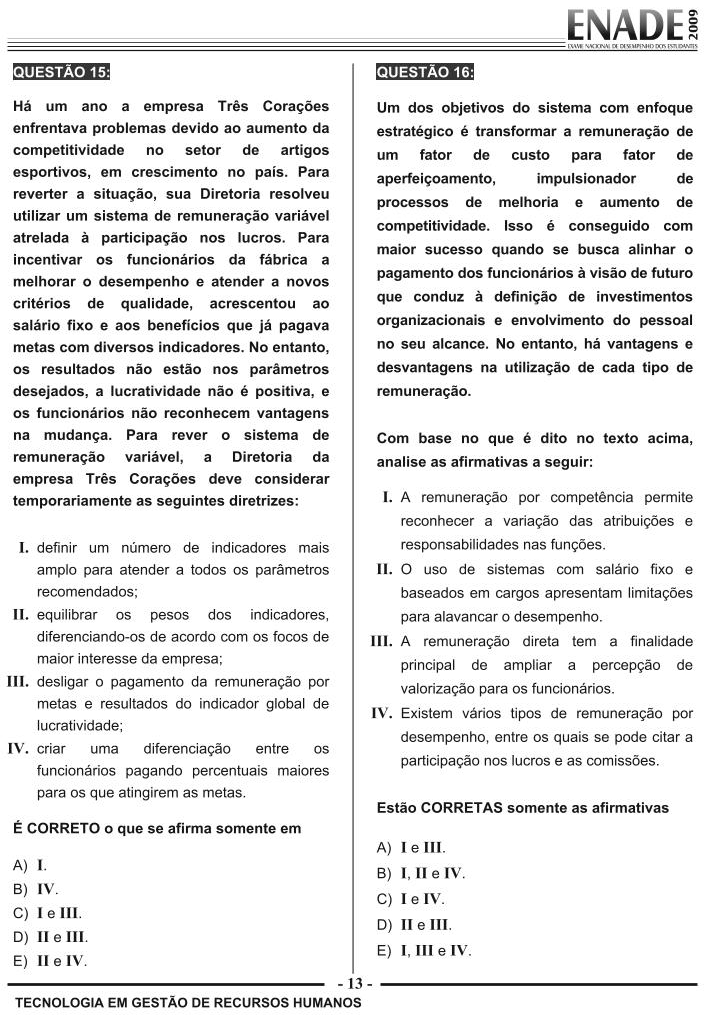 ENADE 2009
EXAME NACIONAL DE DESEMPENHO DOS ESTUDANTES
QUESTÃO 15:
Há um ano a empresa Três Corações
enfrentava problemas devido ao aumento da
competitividade no setor de artigos
esportivos, em crescimento no país. Para
reverter a situação, sua Diretoria resolveu
utilizar um sistema de remuneração variável
atrelada à participação nos lucros. Para
incentivar os funcionários da fábrica a
melhorar o desempenho e atender a novos
critérios de qualidade, acrescentou ao
salário fixo e aos benefícios que já pagava
metas com diversos indicadores. No entanto,
os resultados não estão nos parâmetros
desejados, a lucratividade não é positiva, e
os funcionários não reconhecem vantagens
na mudança. Para rever o sistema de
remuneração variável, a Diretoria da
empresa Três Corações deve considerar
temporariamente as seguintes diretrizes:
I. definir um número de indicadores mais
amplo para atender a todos os parâmetros
recomendados;
II. equilibrar os pesos dos indicadores,
diferenciando-os de acordo com os focos de
maior interesse da empresa;
III. desligar o pagamento da remuneração por
metas e resultados do indicador global de
lucratividade;
IV. criar uma diferenciação entre os
funcionários pagando percentuais maiores
para os que atingirem as metas.
É CORRETO o que se afirma somente em
A) I.
B) IV.
C) I e III.
D) II e III.
E) II e IV.
QUESTÃO 16:
Um dos objetivos do sistema com enfoque
estratégico é transformar a remuneração de
um fator de custo para fator de
aperfeiçoamento, impulsionador de
processos de melhoria e aumento de
competitividade. Isso é conseguido com
maior sucesso quando se busca alinhar o
pagamento dos funcionários à visão de futuro
que conduz à definição de investimentos
organizacionais e envolvimento do pessoal
no seu alcance. No entanto, há vantagens e
desvantagens na utilização de cada tipo de
remuneração.
Com base no que é dito no texto acima,
analise as afirmativas a seguir:
I. A remuneração por competência permite
reconhecer a variação das atribuições e
responsabilidades nas funções.
II. O uso de sistemas com salário fixo e
baseados em cargos apresentam limitações
para alavancar o desempenho.
III. A remuneração direta tem a finalidade
principal de ampliar a percepção de
valorização para os funcionários.
IV. Existem vários tipos de remuneração por
desempenho, entre os quais se pode citar a
participação nos lucros e as comissões.
Estão CORRETAS somente as afirmativas
A) I e III.
B) I, II e IV.
C) I e IV.
D) II e III.
E) I, III e IV.
- 13 -
TECNOLOGIA EM GESTÃO DE RECURSOS HUMANOS